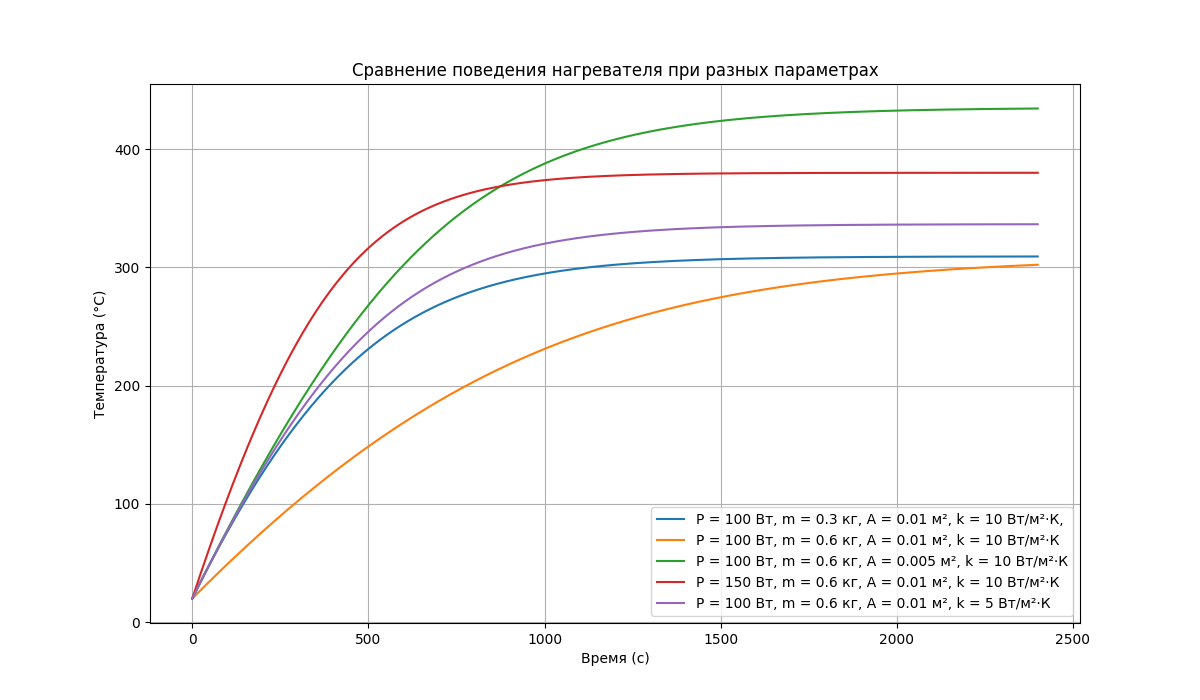 Сравнение поведения нагревателя при разных параметрах
Температура (°C)
400
300
200
100
0
0 500 1000 1500 2000 2500
Время (с)
P = 100 Вт, m = 0.3 кг, A = 0.01 м², k = 10 Вт/м²·К,
P = 100 Вт, m = 0.6 кг, A = 0.01 м², k = 10 Вт/м²·К
P = 100 Вт, m = 0.6 кг, A = 0.005 м², k = 10 Вт/м²·К
P = 150 Вт, m = 0.6 кг, A = 0.01 м², k = 10 Вт/м²·К
P = 100 Вт, m = 0.6 кг, A = 0.01 м², k = 5 Вт/м²·К